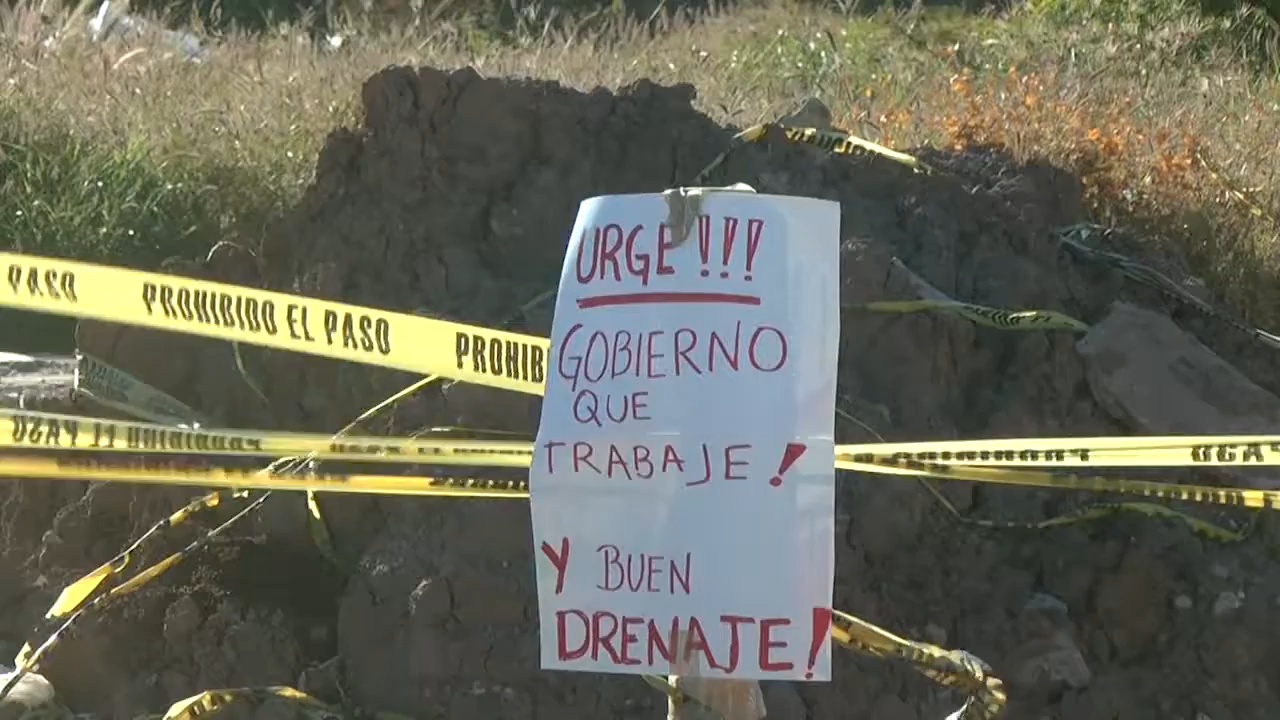 PASO PROHIBIDO EL PASO PROHIB
URGE!!!
GOBIERNO
QUE
TRABAJE!
Y BUEN
DRENAJE!